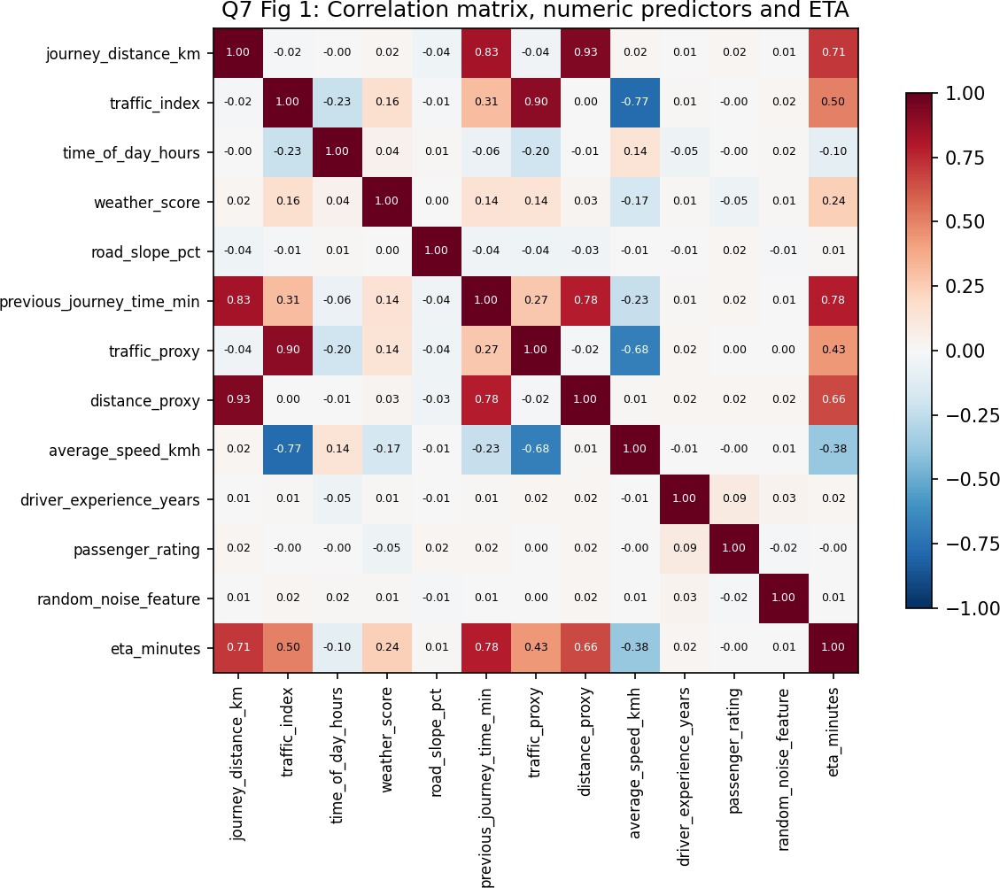 Q7 Fig 1: Correlation matrix, numeric predictors and ETA
journey_distance_km 1.00 -0.02 -0.00 0.02 -0.04 0.83 -0.04 0.93 0.02 0.01 0.02 0.01 0.71
traffic_index -0.02 1.00 -0.23 0.16 -0.01 0.31 0.90 0.00 -0.77 0.01 -0.00 0.02 0.50
time_of_day_hours -0.00 -0.23 1.00 0.04 0.01 -0.06 -0.20 -0.01 0.14 -0.05 -0.00 0.02 -0.10
weather_score 0.02 0.16 0.04 1.00 0.00 0.14 0.14 0.03 -0.17 0.01 -0.05 0.01 0.24
road_slope_pct -0.04 -0.01 0.01 0.00 1.00 -0.04 -0.04 -0.03 -0.01 -0.01 0.02 -0.01 0.01
previous_journey_time_min 0.83 0.31 -0.06 0.14 -0.04 1.00 0.27 0.78 -0.23 0.01 0.02 0.01 0.78
traffic_proxy -0.04 0.90 -0.20 0.14 -0.04 0.27 1.00 -0.02 -0.68 0.02 0.00 0.00 0.43
distance_proxy 0.93 0.00 -0.01 0.03 -0.03 0.78 -0.02 1.00 0.01 0.02 0.02 0.02 0.66
average_speed_kmh 0.02 -0.77 0.14 -0.17 -0.01 -0.23 -0.68 0.01 1.00 -0.01 -0.00 0.01 -0.38
driver_experience_years 0.01 0.01 -0.05 0.01 -0.01 0.01 0.02 0.02 -0.01 1.00 0.09 0.03 0.02
passenger_rating 0.02 -0.00 -0.00 -0.05 0.02 0.02 0.00 0.02 -0.00 0.09 1.00 -0.02 -0.00
random_noise_feature 0.01 0.02 0.02 0.01 -0.01 0.01 0.00 0.02 0.01 0.03 -0.02 1.00 0.01
eta_minutes 0.71 0.50 -0.10 0.24 0.01 0.78 0.43 0.66 -0.38 0.02 -0.00 0.01 1.00
journey_distance_km
traffic_index
time_of_day_hours
weather_score
road_slope_pct
previous_journey_time_min
traffic_proxy
distance_proxy
average_speed_kmh
driver_experience_years
passenger_rating
random_noise_feature
eta_minutes
1.00
0.75
0.50
0.25
0.00
−0.25
−0.50
−0.75
−1.00